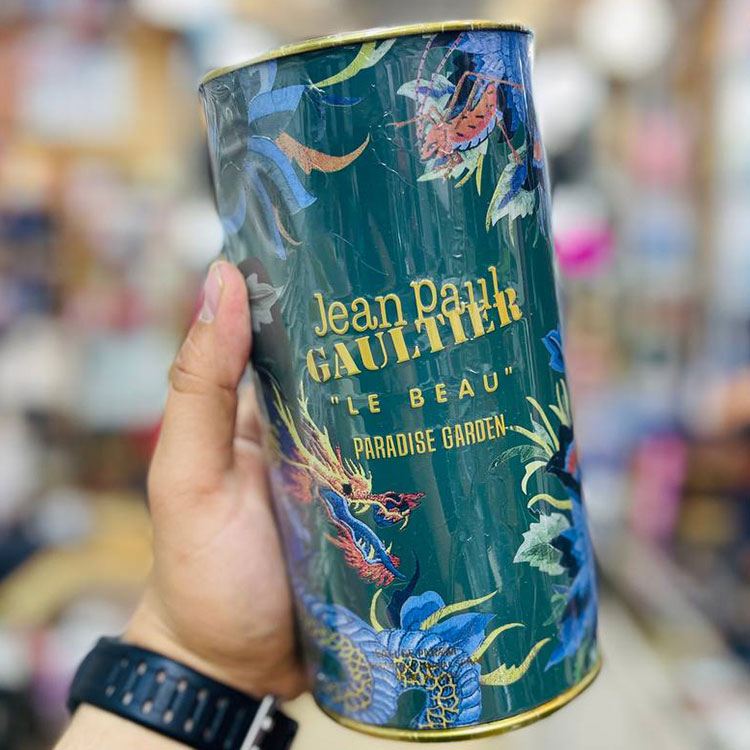 Jean Paul
GAULTIER
"LE BEAU"
PARADISE GARDEN